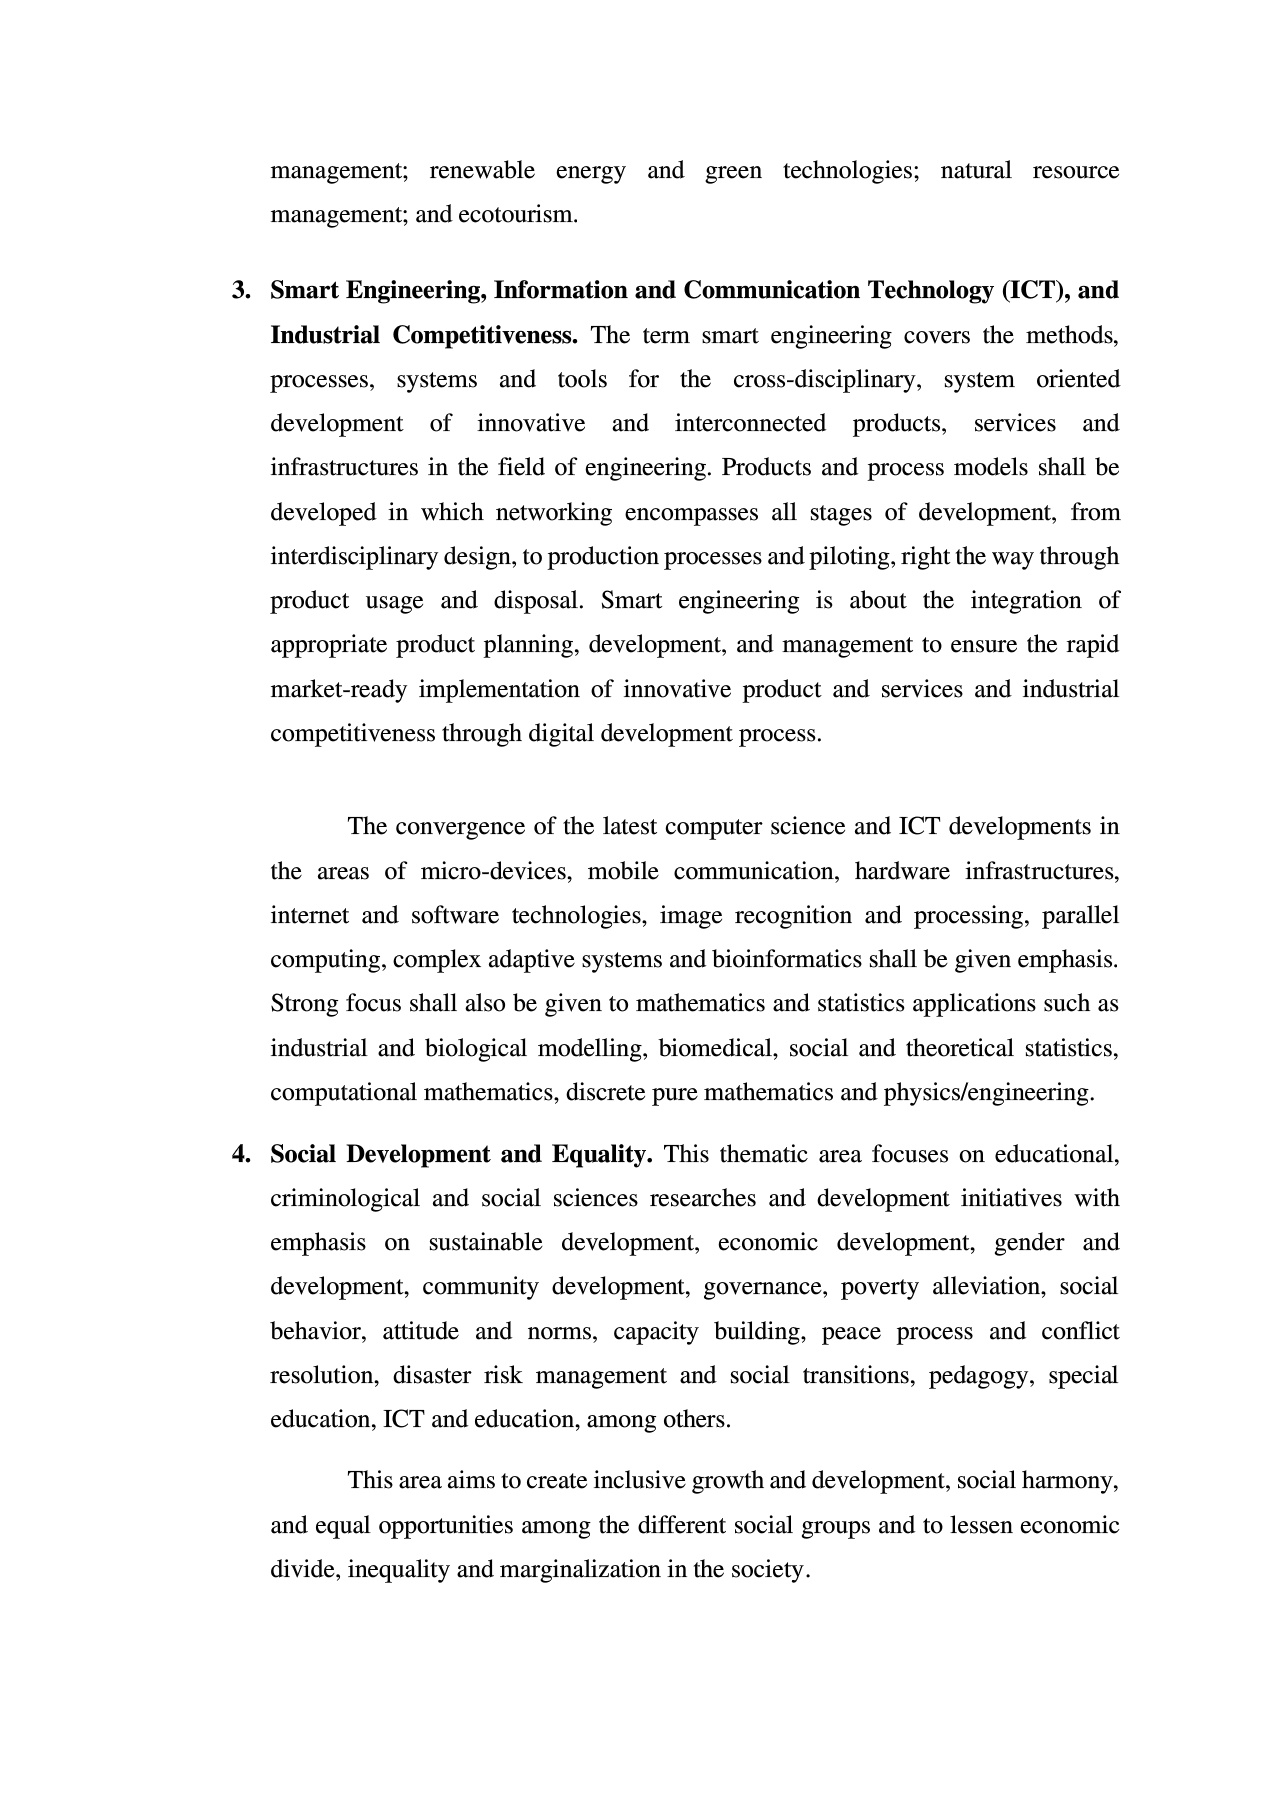 management; renewable energy and green technologies; natural resource
management; and ecotourism.
3. Smart Engineering, Information and Communication Technology (ICT), and
Industrial Competitiveness. The term smart engineering covers the methods,
processes, systems and tools for the cross-disciplinary, system oriented
development of innovative and interconnected products, services and
infrastructures in the field of engineering. Products and process models shall be
developed in which networking encompasses all stages of development, from
interdisciplinary design, to production processes and piloting, right the way through
product usage and disposal. Smart engineering is about the integration of
appropriate product planning, development, and management to ensure the rapid
market-ready implementation of innovative product and services and industrial
competitiveness through digital development process.
The convergence of the latest computer science and ICT developments in
the areas of micro-devices, mobile communication, hardware infrastructures,
internet and software technologies, image recognition and processing, parallel
computing, complex adaptive systems and bioinformatics shall be given emphasis.
Strong focus shall also be given to mathematics and statistics applications such as
industrial and biological modelling, biomedical, social and theoretical statistics,
computational mathematics, discrete pure mathematics and physics/engineering.
4. Social Development and Equality. This thematic area focuses on educational,
criminological and social sciences researches and development initiatives with
emphasis on sustainable development, economic development, gender and
development, community development, governance, poverty alleviation, social
behavior, attitude and norms, capacity building, peace process and conflict
resolution, disaster risk management and social transitions, pedagogy, special
education, ICT and education, among others.
This area aims to create inclusive growth and development, social harmony,
and equal opportunities among the different social groups and to lessen economic
divide, inequality and marginalization in the society.